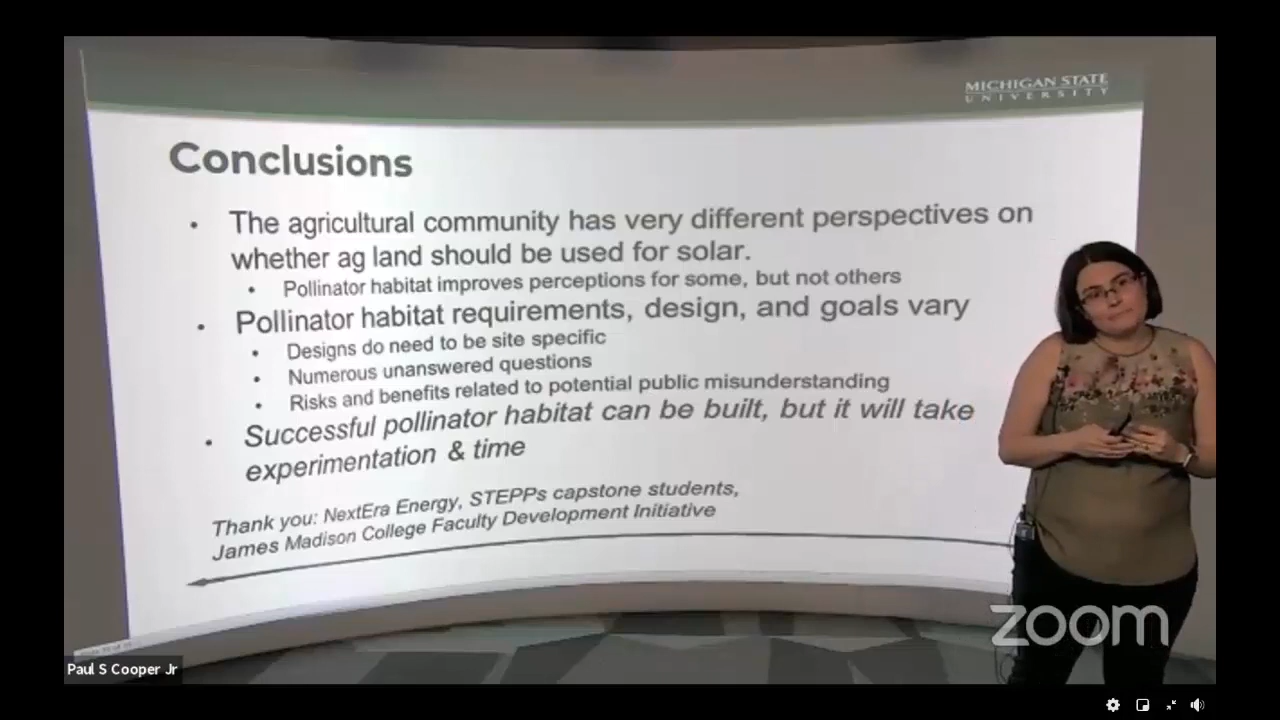 MICHIGAN STATE
UNIVERSITY
Conclusions
• The agricultural community has very different perspectives on
whether ag land should be used for solar.
• Pollinator habitat improves perceptions for some, but not others
• Pollinator habitat requirements, design, and goals vary
• Designs do need to be site specific
• Numerous unanswered questions
• Risks and benefits related to potential public misunderstanding
• Successful pollinator habitat can be built, but it will take
experimentation & time
Thank you: NextEra Energy, STEPPs capstone students,
James Madison College Faculty Development Initiative
zoom
Paul S Cooper Jr